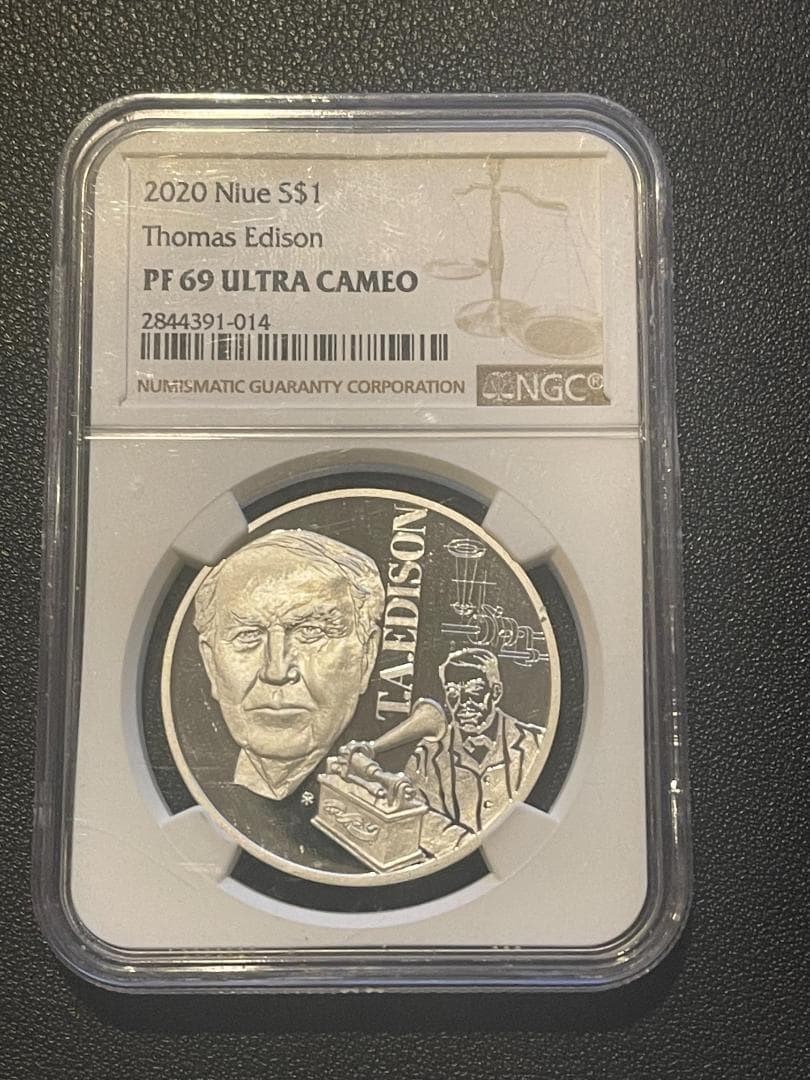 2020 Niue S$1
Thomas Edison
PF 69 ULTRA CAMEO
2844391-014
NUMISMATIC GUARANTY CORPORATION
NGC®
T.A.EDISON